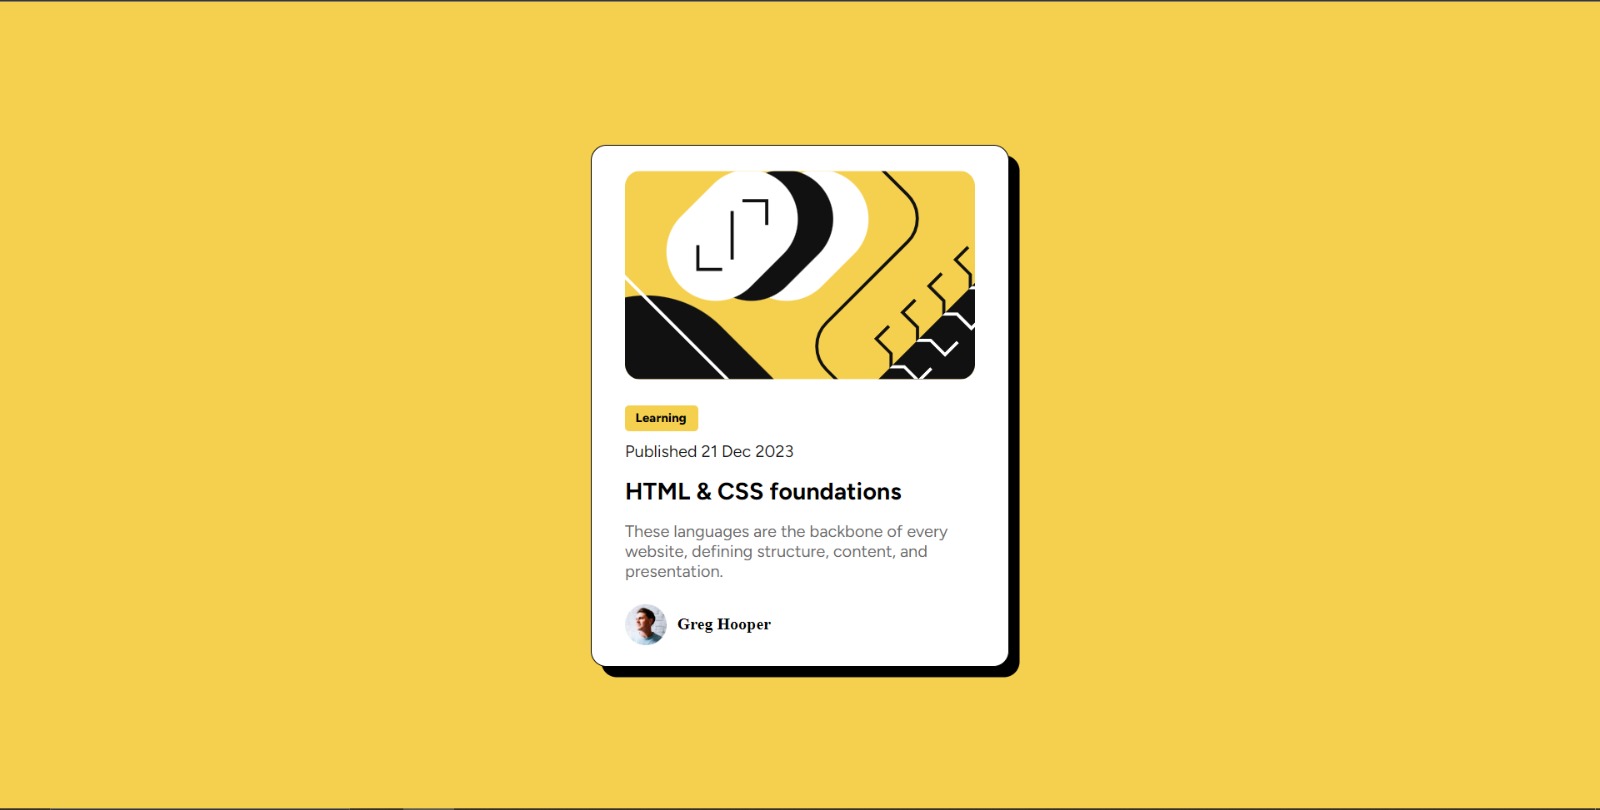 Learning
Published 21 Dec 2023
HTML & CSS foundations
These languages are the backbone of every
website, defining structure, content, and
presentation.
Greg Hooper